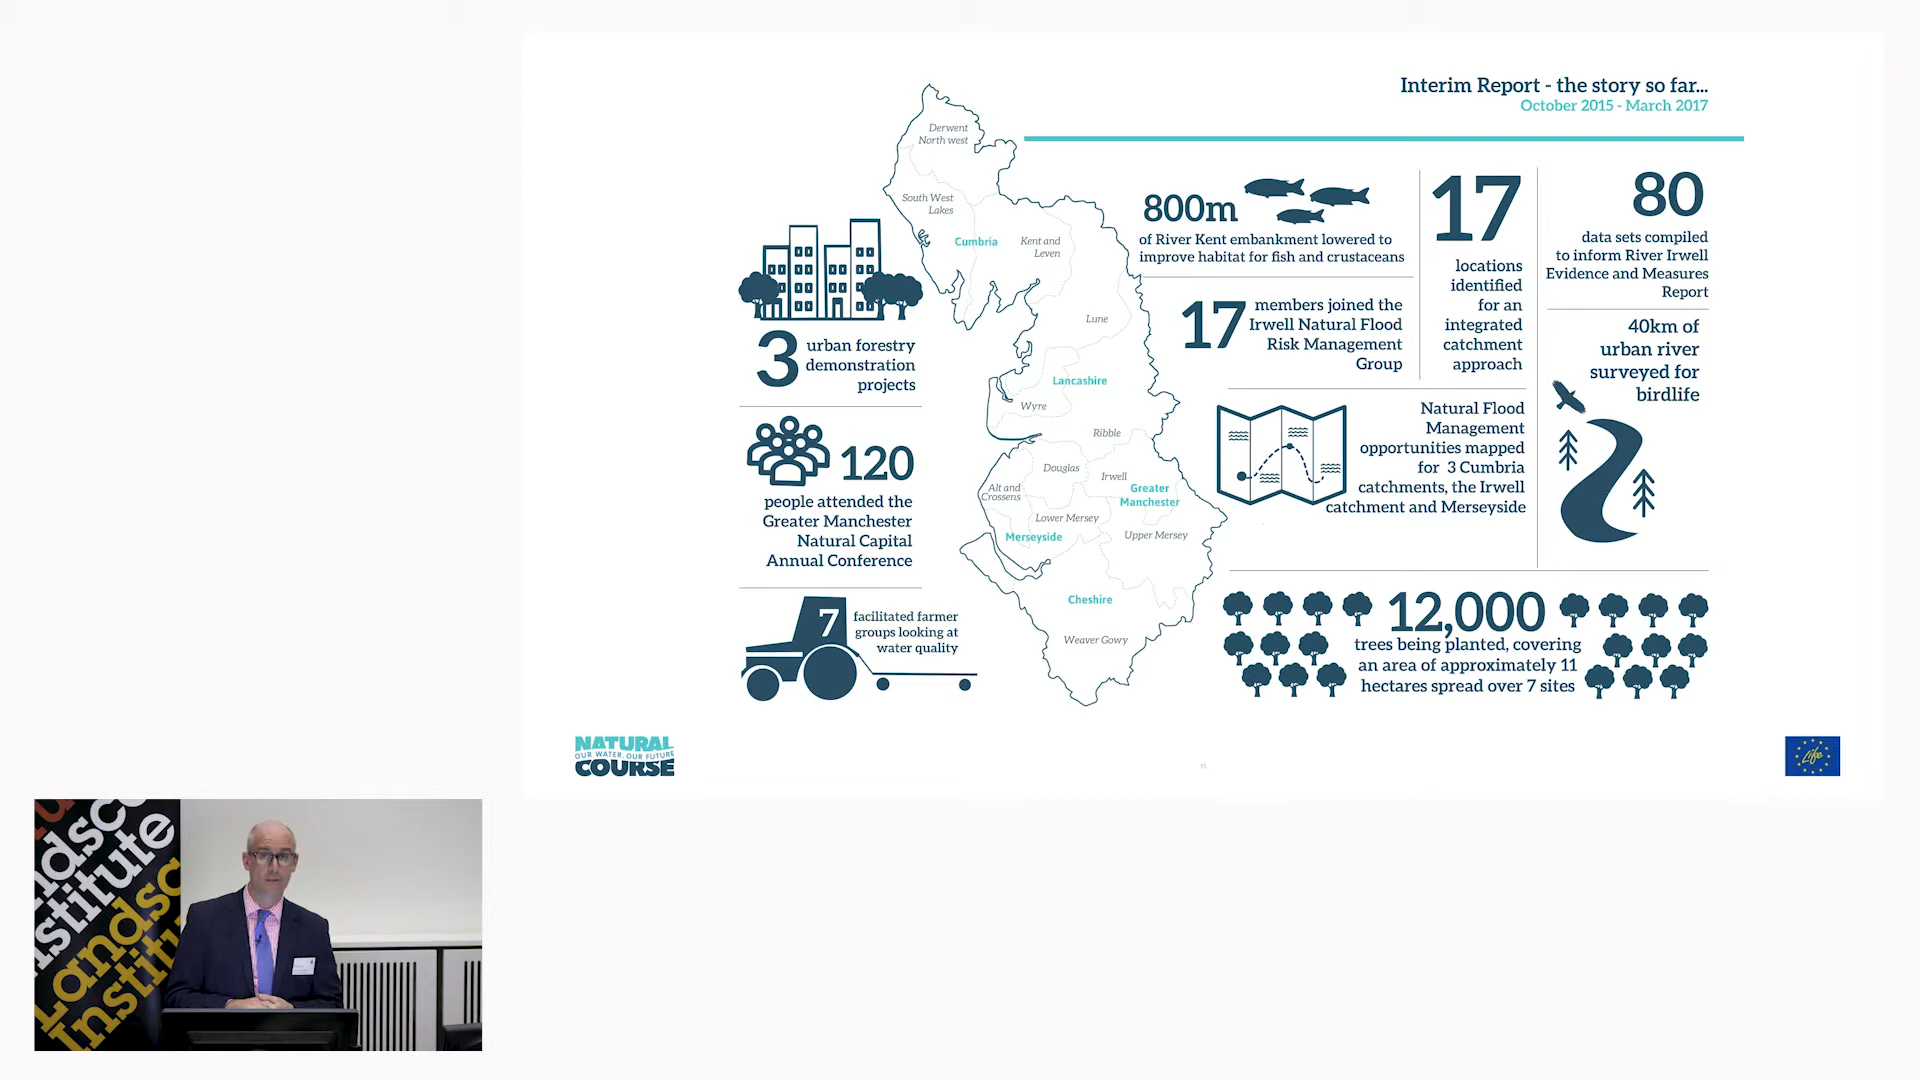 Interim Report - the story so far...
October 2015 - March 2017
Derwent
North west
South West
Lakes
Cumbria
Kent and
Leven
Lune
Lancashire
Wyre
Ribble
Douglas
Irwell
Alt and
Crossens
Greater
Manchester
Lower Mersey
Merseyside
Upper Mersey
Cheshire
Weaver Gowy
3
urban forestry
demonstration
projects
120
people attended the
Greater Manchester
Natural Capital
Annual Conference
7
facilitated farmer
groups looking at
water quality
800m
of River Kent embankment lowered to
improve habitat for fish and crustaceans
17
members joined the
Irwell Natural Flood
Risk Management
Group
17
locations
identified
for an
integrated
catchment
approach
80
data sets compiled
to inform River Irwell
Evidence and Measures
Report
40km of
urban river
surveyed for
birdlife
Natural Flood
Management
opportunities mapped
for 3 Cumbria
catchments, the Irwell
catchment and Merseyside
12,000
trees being planted, covering
an area of approximately 11
hectares spread over 7 sites
NATURAL
OUR WATER. OUR FUTURE
COURSE
15
Life
ndsc
stitute
Landsc
Institu